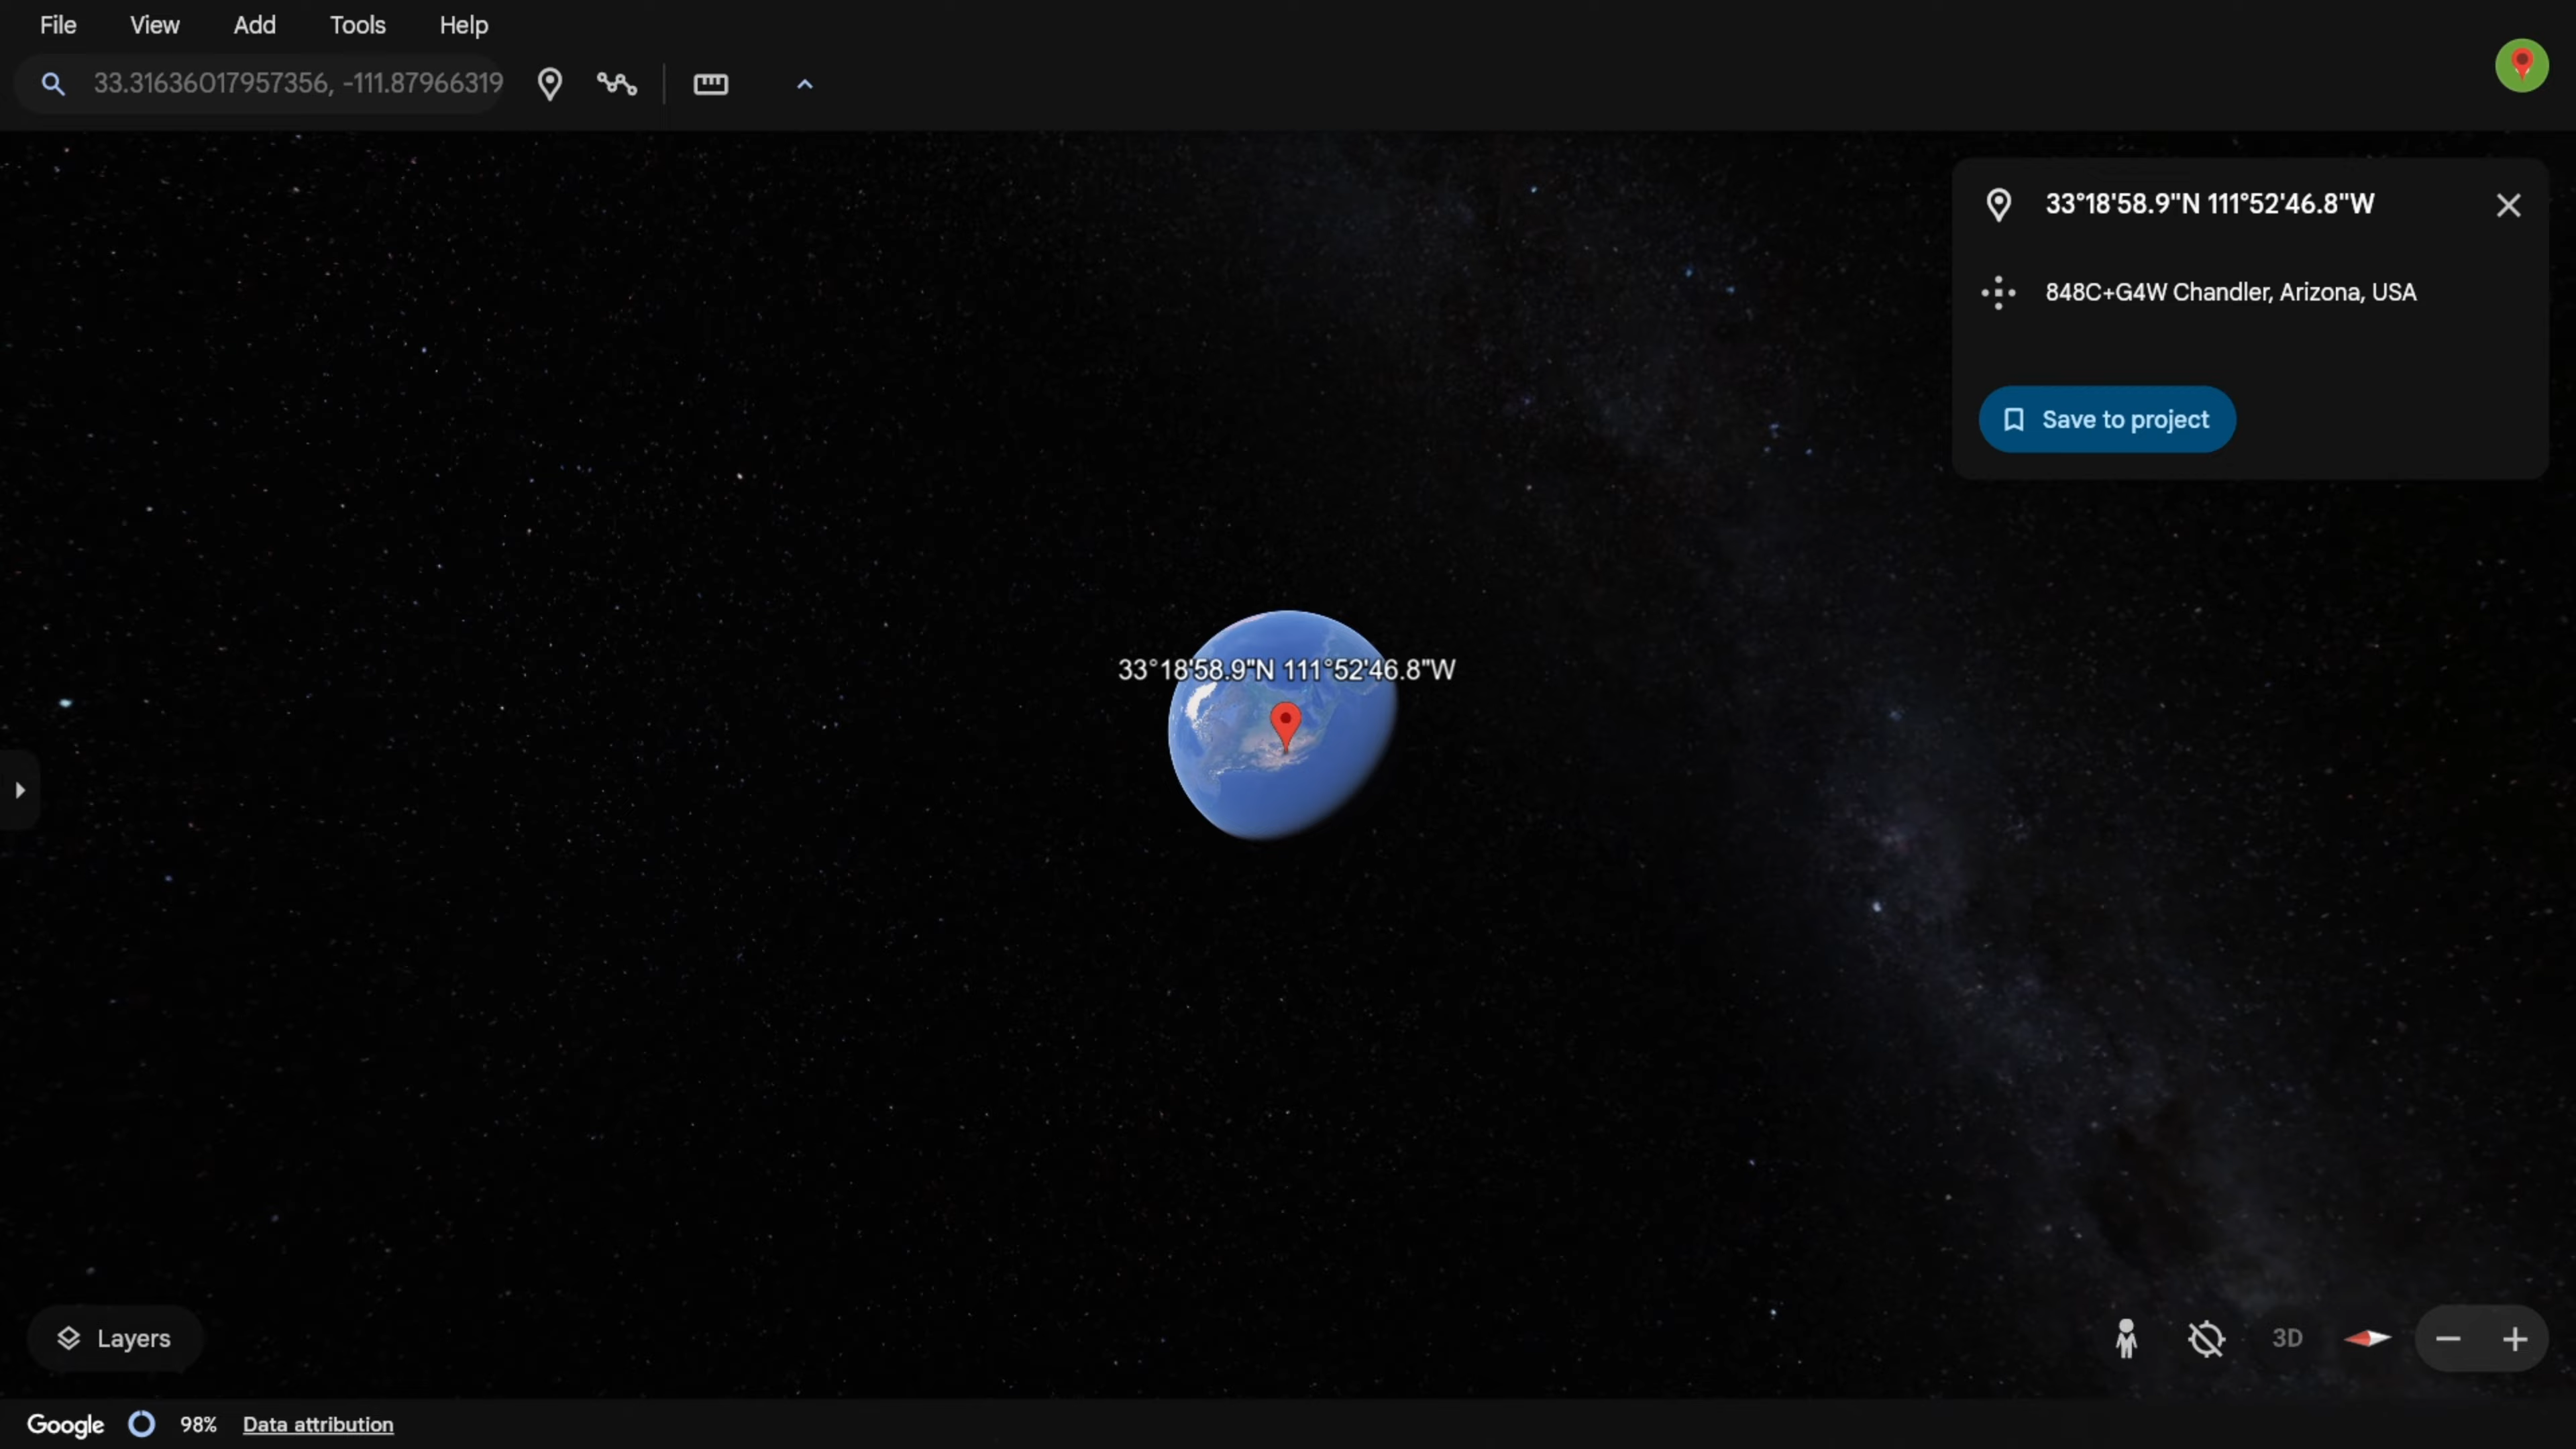 File View Add Tools Help
33.31636017957356, -111.87966319
33°18'58.9"N 111°52'46.8"W
848C+G4W Chandler, Arizona, USA
Save to project
33°18'58.9"N 111°52'46.8"W
Layers
3D
Google 98% Data attribution